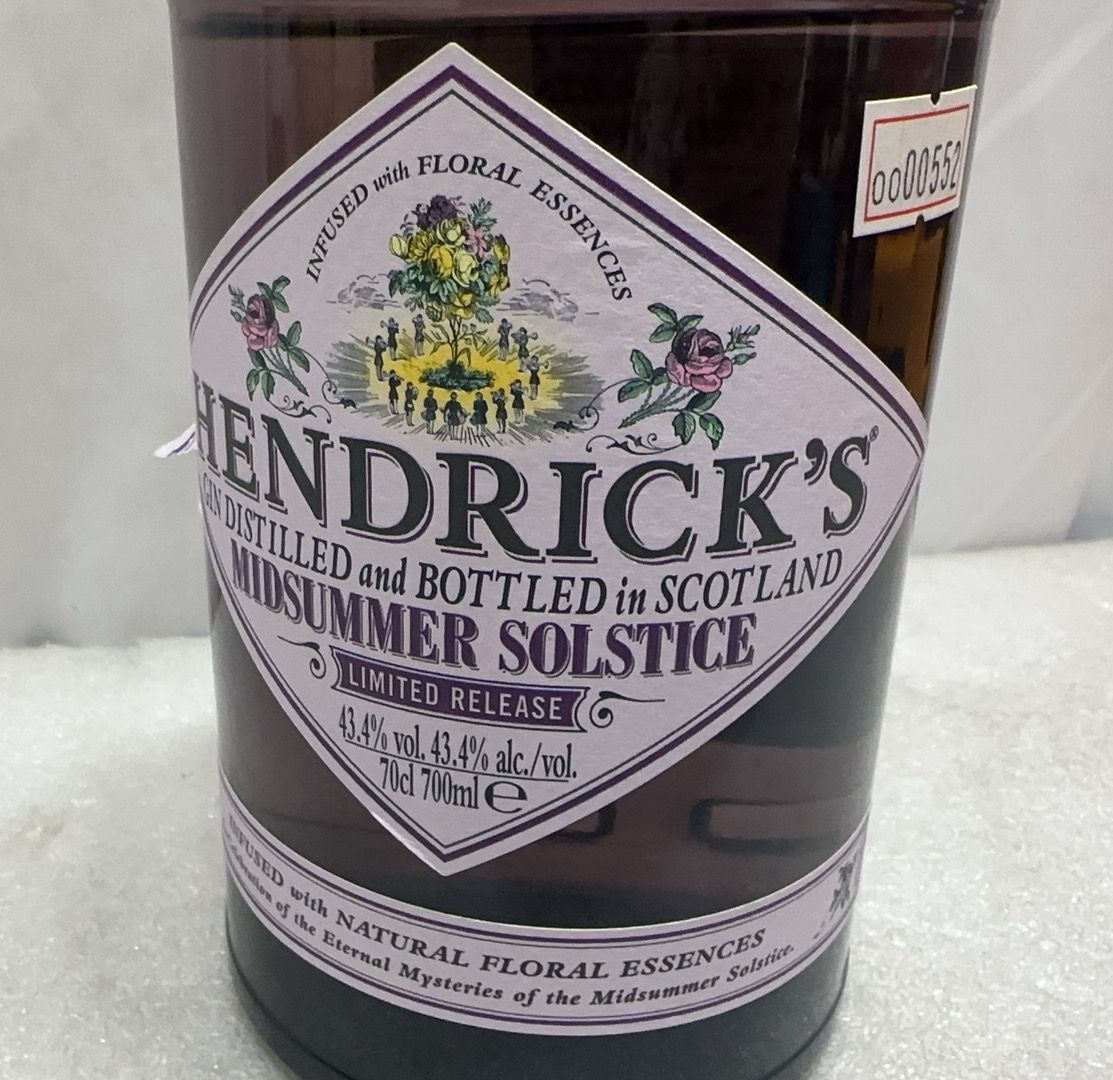 INFUSED with FLORAL ESSENCES
oo00552
HENDRICK'S®
GIN DISTILLED and BOTTLED in SCOTLAND
MIDSUMMER SOLSTICE
LIMITED RELEASE
43.4% vol. 43.4% alc./vol.
70cl 700ml e
INFUSED with NATURAL FLORAL ESSENCES
of the Eternal Mysteries of the Midsummer Solstice.